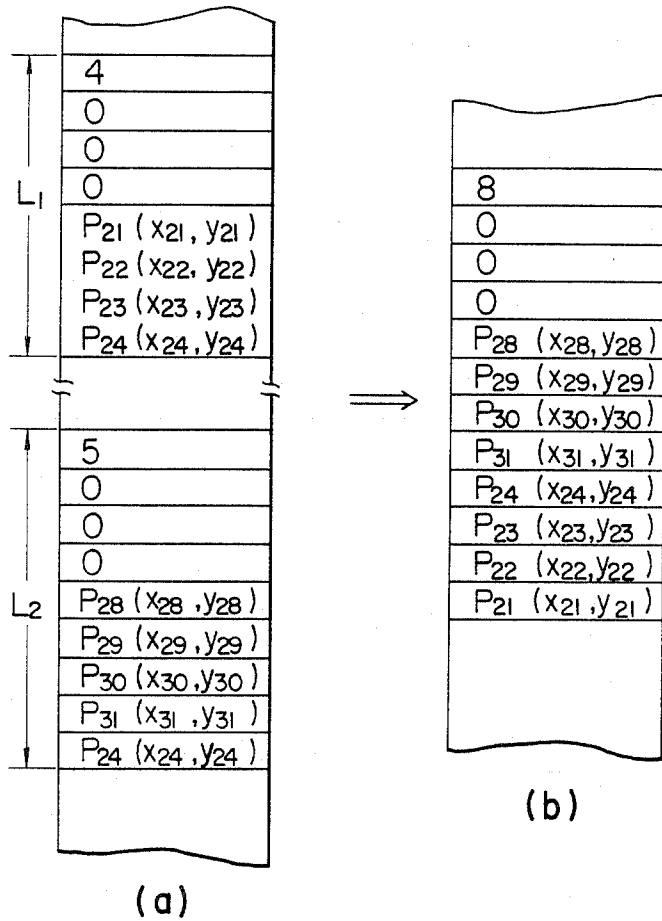 L1
4
0
0
0
P21 (x21, y21)
P22 (x22, y22)
P23 (x23, y23)
P24 (x24, y24)
L2
5
0
0
0
P28 (x28, y28)
P29 (x29, y29)
P30 (x30, y30)
P31 (x31, y31)
P24 (x24, y24)
(a)
8
0
0
0
P28 (x28, y28)
P29 (x29, y29)
P30 (x30, y30)
P31 (x31, y31)
P24 (x24, y24)
P23 (x23, y23)
P22 (x22, y22)
P21 (x21, y21)
(b)